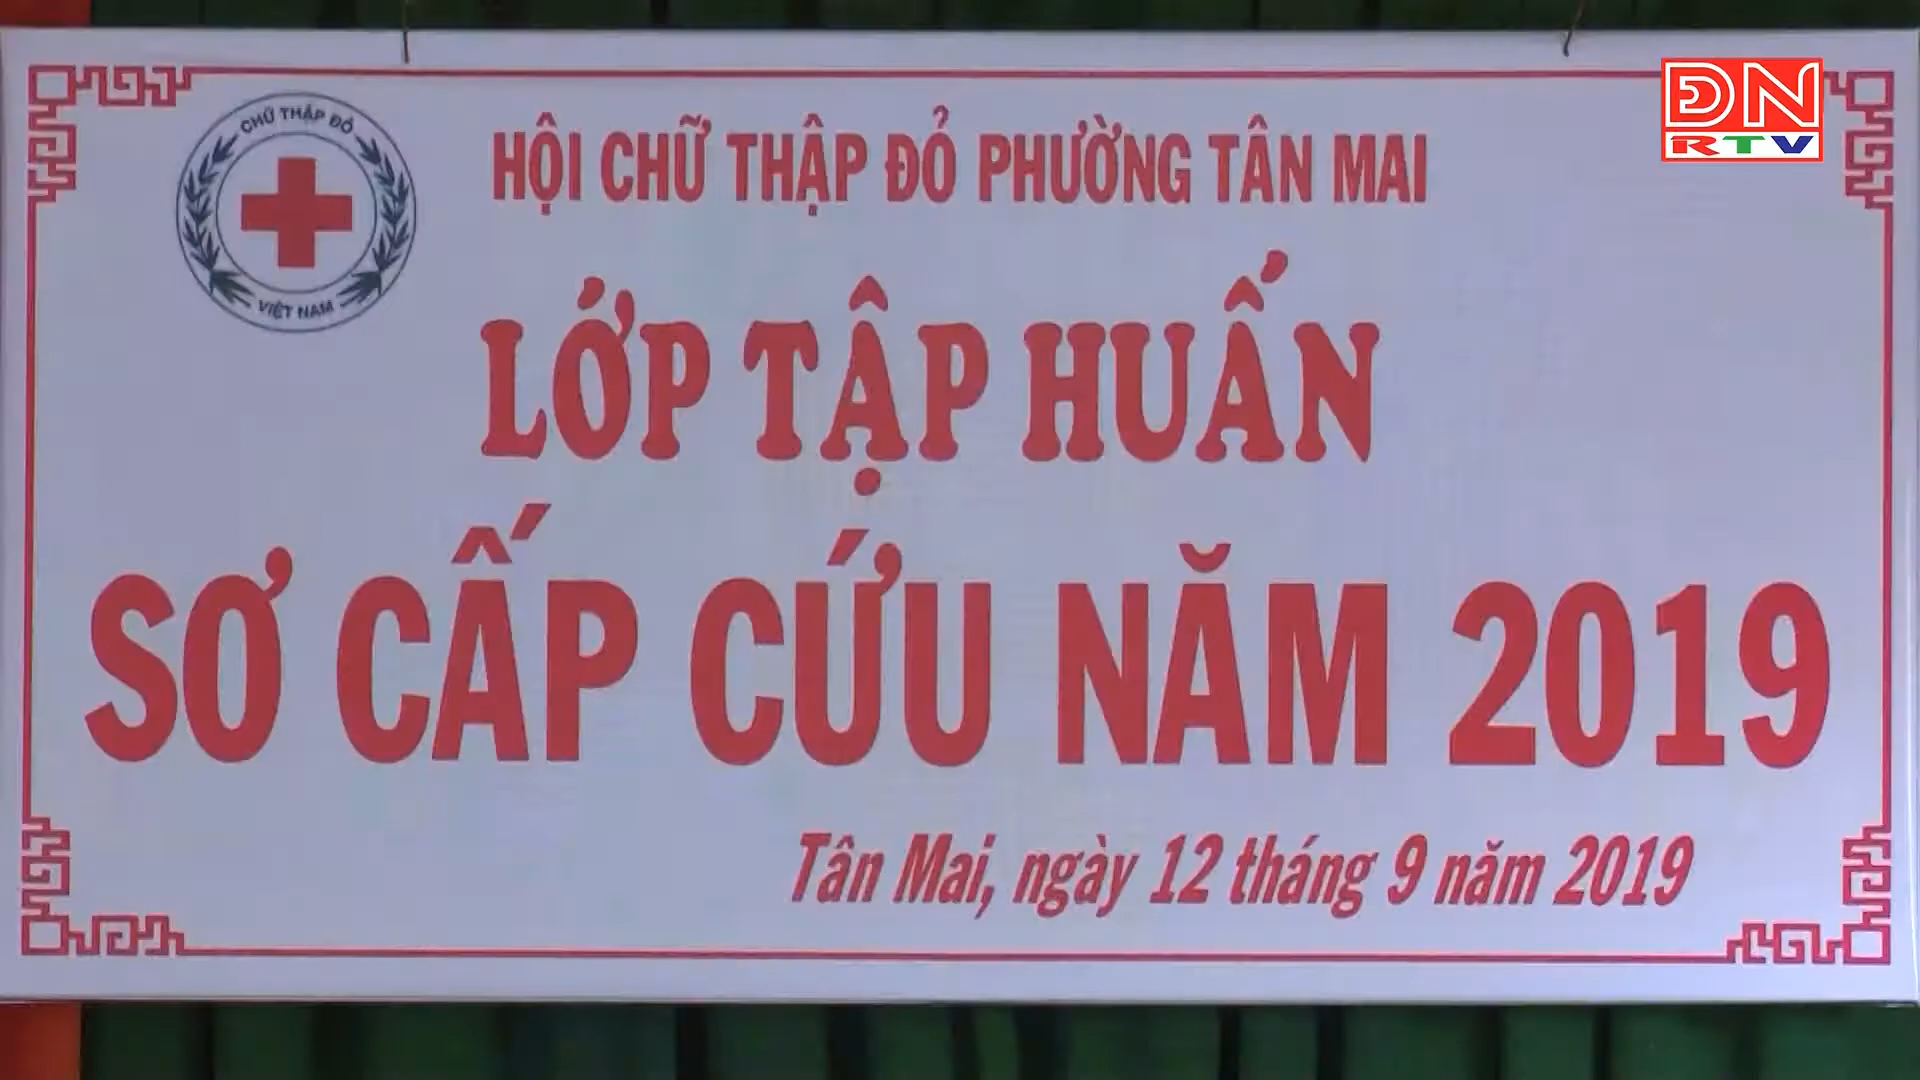 ĐN
RTV
CHỮ THẬP ĐỎ
VIỆT NAM
HỘI CHỮ THẬP ĐỎ PHƯỜNG TÂN MAI
LỚP TẬP HUẤN
SƠ CẤP CỨU NĂM 2019
Tân Mai, ngày 12 tháng 9 năm 2019